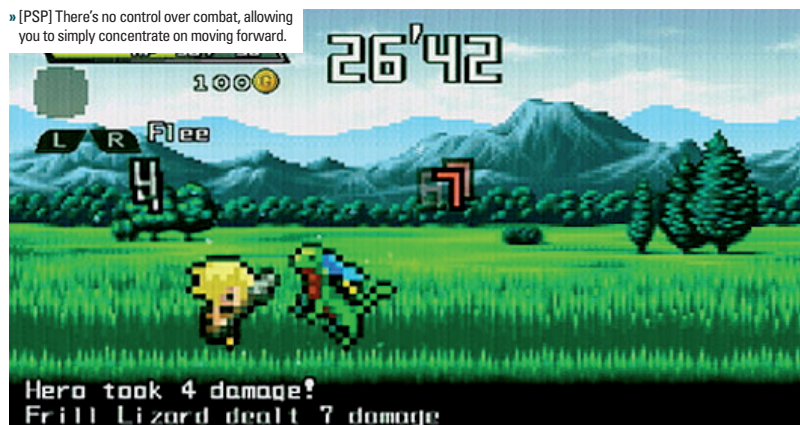 » [PSP] There's no control over combat, allowing
you to simply concentrate on moving forward.
100 G
26'42
L R Flee
4
7
Hero took 4 damage!
Frill Lizard dealt 7 damage